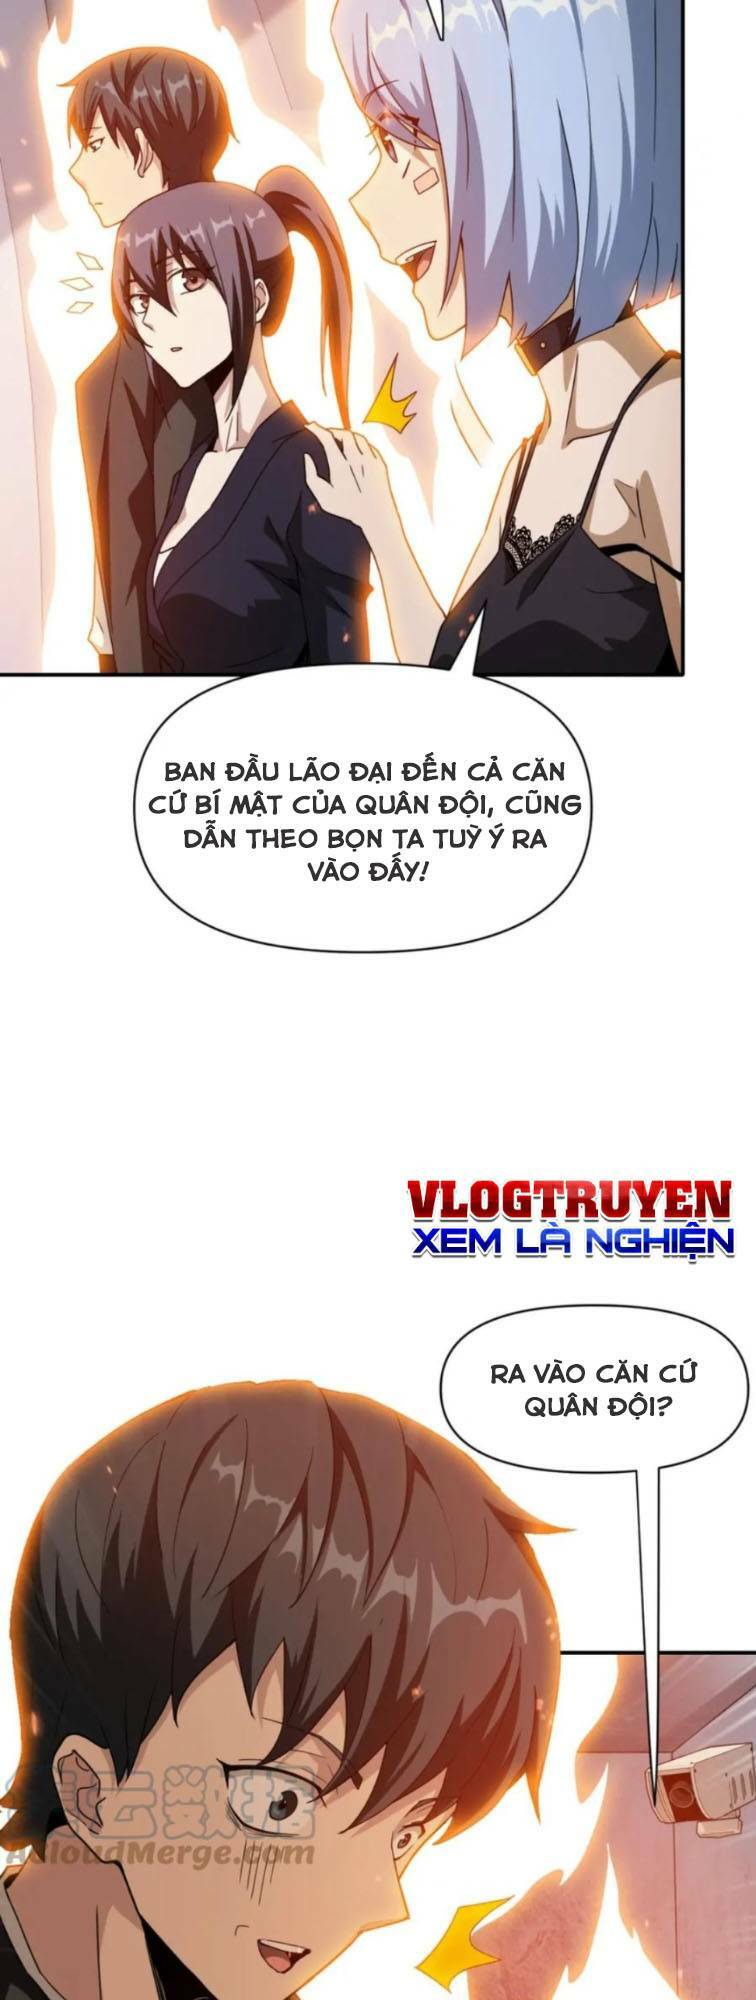 BAN ĐẦU LÃO ĐẠI ĐẾN CẢ CĂN
CỨ BÍ MẬT CỦA QUÂN ĐỘI, CŨNG
DẪN THEO BỌN TA TUỲ Ý RA
VÀO ĐẤY!
VLOGTRUYEN
XEM LÀ NGHIỆN
RA VÀO CĂN CỨ
QUÂN ĐỘI?
AcloudMerge.com